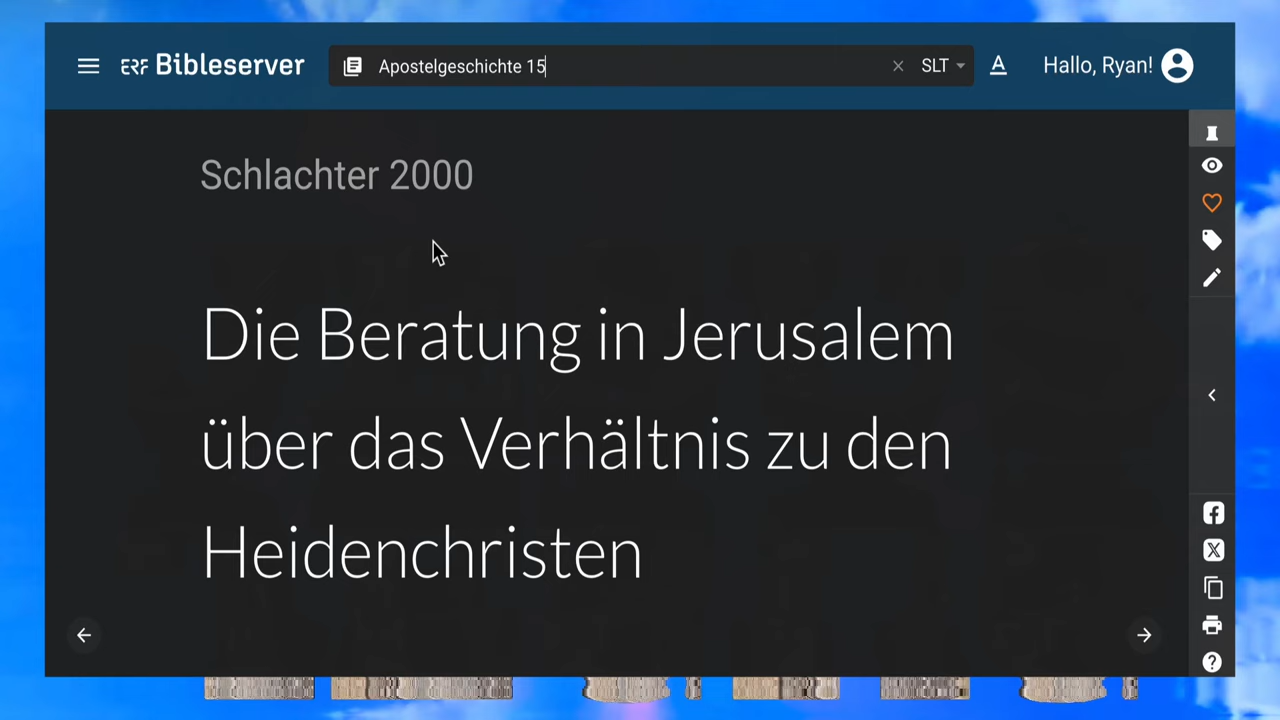 ERF Bibleserver
Apostelgeschichte 15
SLT
A
Hallo, Ryan!
Schlachter 2000
Die Beratung in Jerusalem
über das Verhältnis zu den
Heidenchristen